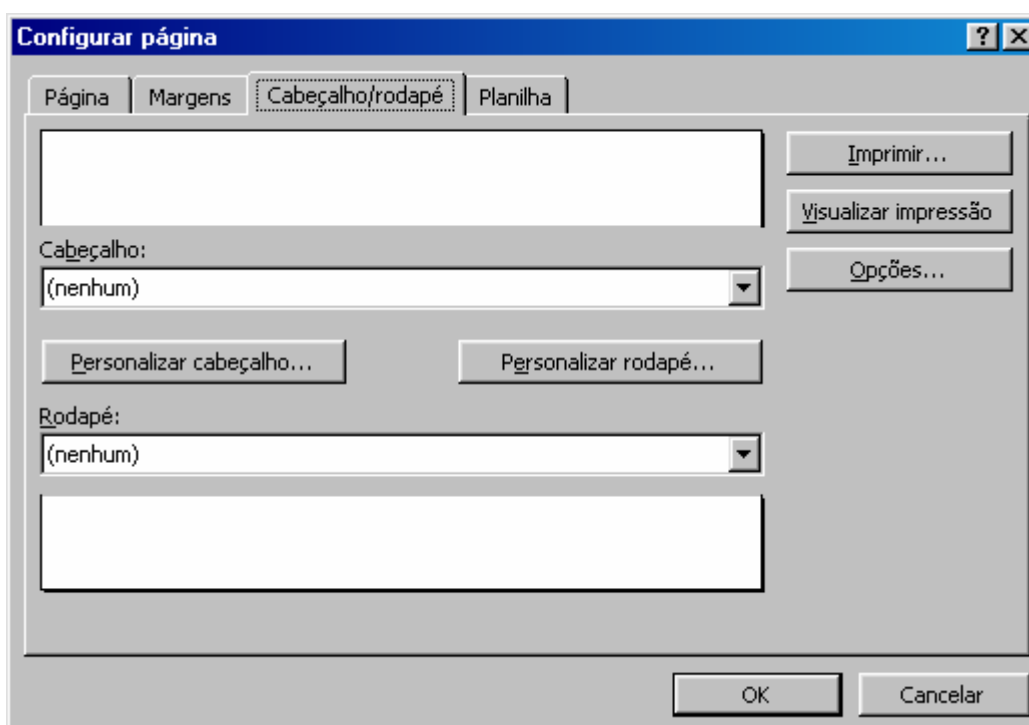 Configurar página
Página Margens Cabeçalho/rodapé Planilha
Imprimir...
Visualizar impressão
Cabeçalho:
(nenhum)
Opções...
Personalizar cabeçalho... Personalizar rodapé...
Rodapé:
(nenhum)
OK Cancelar